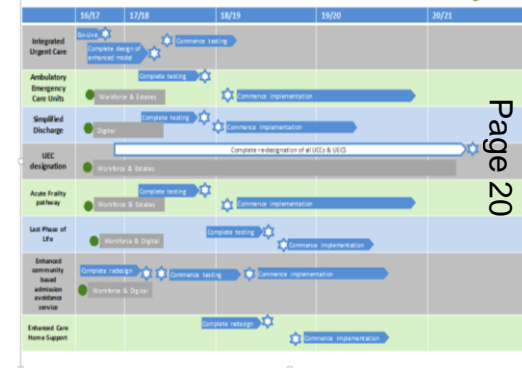 16/17 17/18 18/19 19/20 20/21
Integrated
Urgent Care
Go-Live
Complete design of
enhanced model
Commence testing
Ambulatory
Emergency
Care Units
Complete testing
Workforce & Estates
Commence implementation
Simplified
Discharge
Complete testing
Digital
Commence implementation
UEC
designation
Complete re-designation of all UCCs & UECS
Workforce & Estates
Acute Frailty
pathway
Complete testing
Workforce & Estates
Commence implementation
Last Phase of
Life
Complete testing
Workforce & Digital
Commence implementation
Enhanced
community
based
admission
avoidance
service
Complete redesign
Commence testing
Commence implementation
Workforce & Digital
Enhanced Care
Home Support
Complete redesign
Commence implementation
Page 20